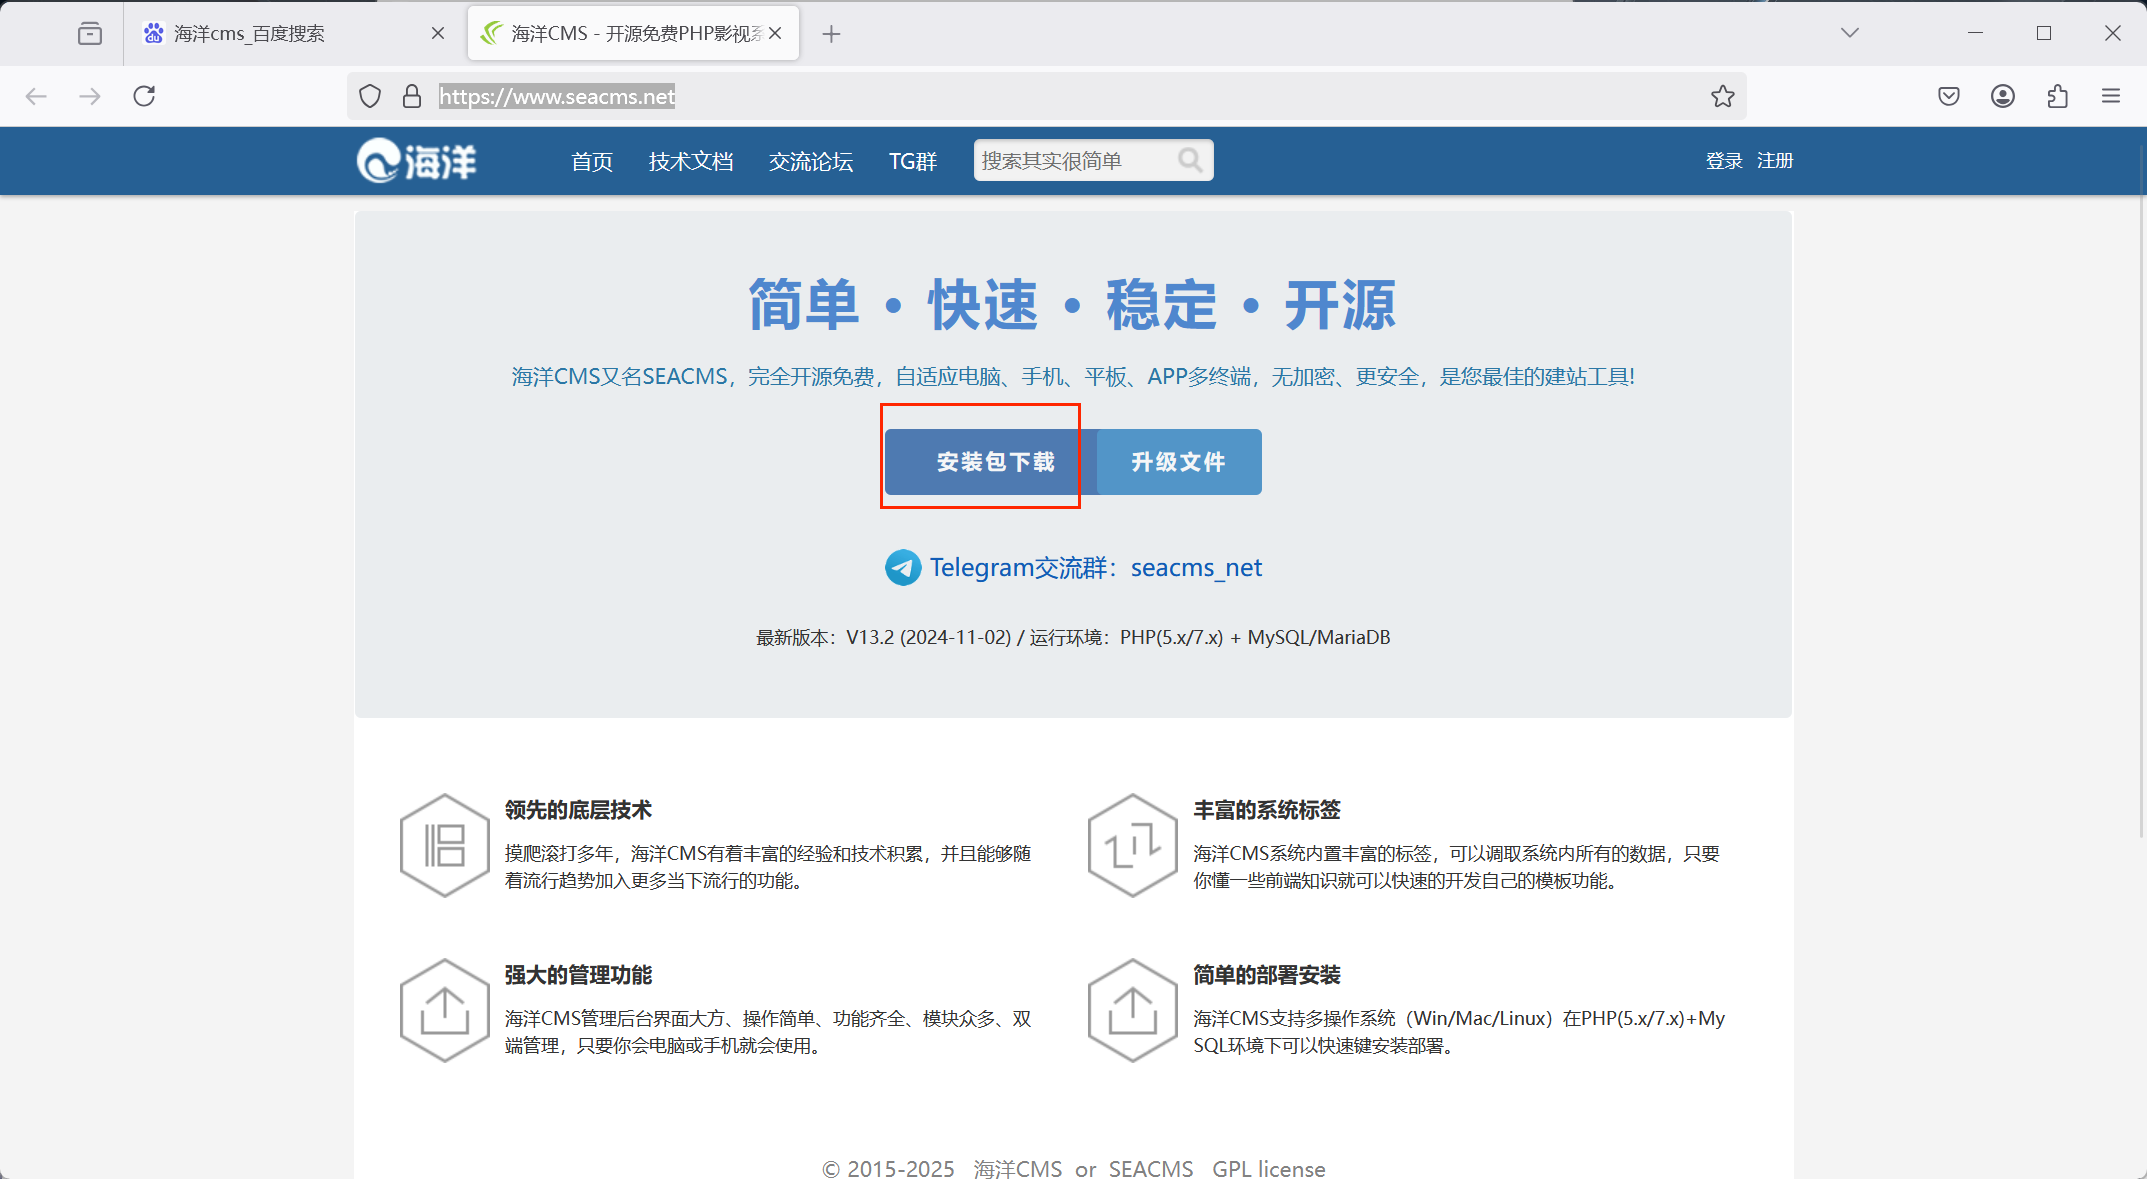 海洋cms_百度搜索
海洋CMS - 开源免费PHP影视系
https://www.seacms.net
海洋
首页 技术文档 交流论坛 TG群 搜索其实很简单 登录 注册
简单 · 快速 · 稳定 · 开源
海洋CMS又名SEACMS，完全开源免费，自适应电脑、手机、平板、APP多终端，无加密、更安全，是您最佳的建站工具!
安装包下载 升级文件
Telegram交流群：seacms_net
最新版本：V13.2 (2024-11-02) / 运行环境：PHP(5.x/7.x) + MySQL/MariaDB
领先的底层技术
摸爬滚打多年，海洋CMS有着丰富的经验和技术积累，并且能够随
着流行趋势加入更多当下流行的功能。
丰富的系统标签
海洋CMS系统内置丰富的标签，可以调取系统内所有的数据，只要
你懂一些前端知识就可以快速的开发自己的模板功能。
强大的管理功能
海洋CMS管理后台界面大方、操作简单、功能齐全、模块众多、双
端管理，只要你会电脑或手机就会使用。
简单的部署安装
海洋CMS支持多操作系统（Win/Mac/Linux）在PHP(5.x/7.x)+My
SQL环境下可以快速键安装部署。
© 2015-2025 海洋CMS or SEACMS GPL license